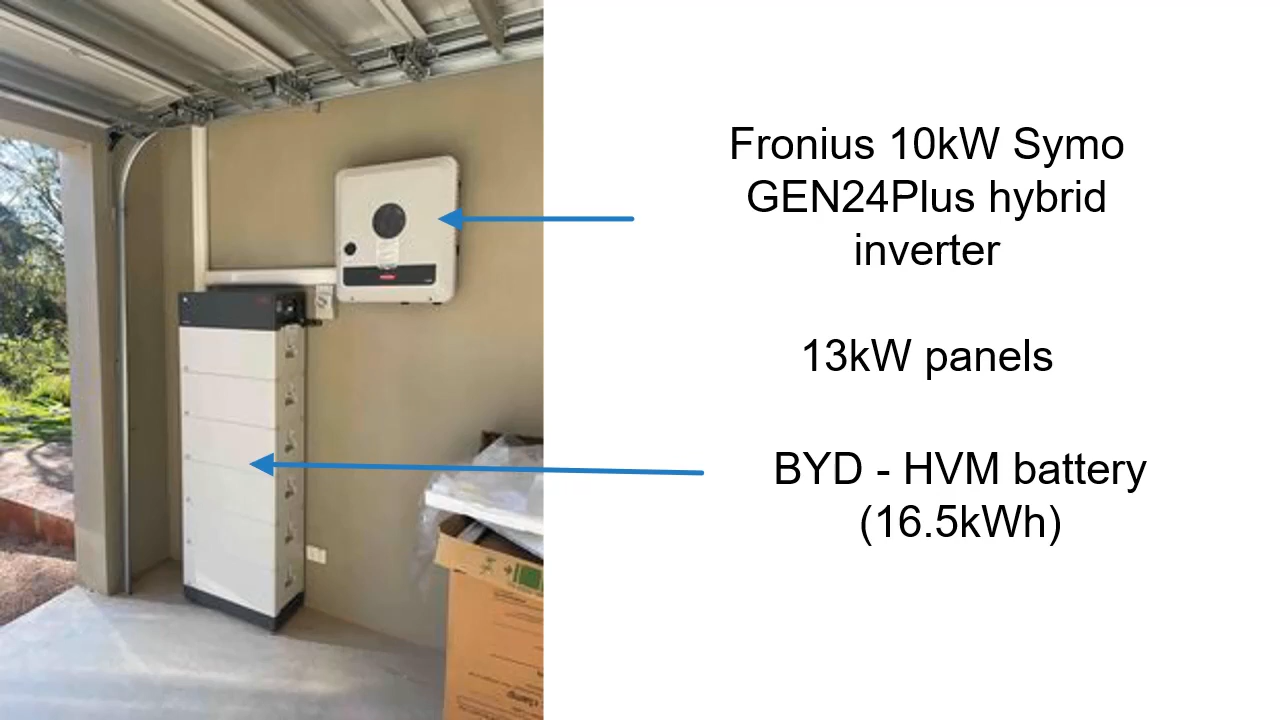 Fronius 10kW Symo
GEN24Plus hybrid
inverter
13kW panels
BYD - HVM battery
(16.5kWh)